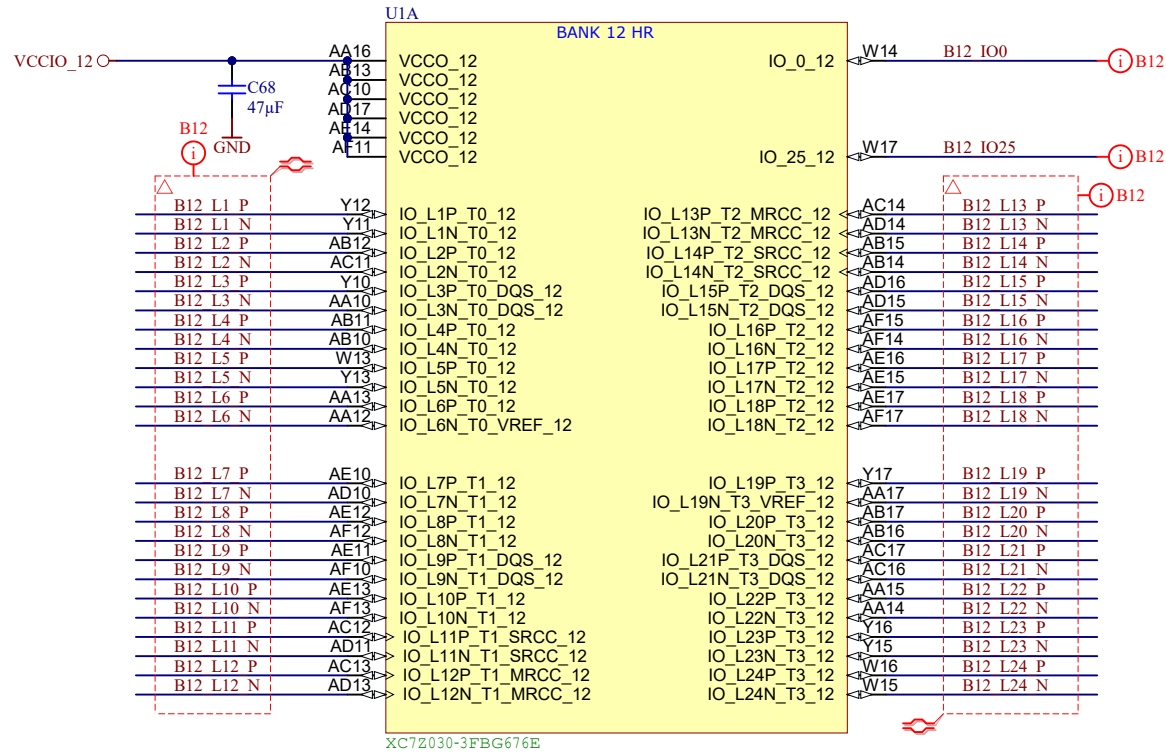 U1A
BANK 12 HR
VCCIO_12
AA16 VCCO_12
AB13 VCCO_12
AC10 VCCO_12
AD17 VCCO_12
AE14 VCCO_12
AF11 VCCO_12
C68
47µF
GND
B12
i
IO_0_12 W14 B12_IO0 i B12
IO_25_12 W17 B12_IO25 i B12
i B12
B12_L1_P Y12 IO_L1P_T0_12
B12_L1_N Y11 IO_L1N_T0_12
B12_L2_P AB12 IO_L2P_T0_12
B12_L2_N AC11 IO_L2N_T0_12
B12_L3_P Y10 IO_L3P_T0_DQS_12
B12_L3_N AA10 IO_L3N_T0_DQS_12
B12_L4_P AB11 IO_L4P_T0_12
B12_L4_N AB10 IO_L4N_T0_12
B12_L5_P W13 IO_L5P_T0_12
B12_L5_N Y13 IO_L5N_T0_12
B12_L6_P AA13 IO_L6P_T0_12
B12_L6_N AA12 IO_L6N_T0_VREF_12
B12_L7_P AE10 IO_L7P_T1_12
B12_L7_N AD10 IO_L7N_T1_12
B12_L8_P AE12 IO_L8P_T1_12
B12_L8_N AF12 IO_L8N_T1_12
B12_L9_P AE11 IO_L9P_T1_DQS_12
B12_L9_N AF10 IO_L9N_T1_DQS_12
B12_L10_P AE13 IO_L10P_T1_12
B12_L10_N AF13 IO_L10N_T1_12
B12_L11_P AC12 IO_L11P_T1_SRCC_12
B12_L11_N AD11 IO_L11N_T1_SRCC_12
B12_L12_P AC13 IO_L12P_T1_MRCC_12
B12_L12_N AD13 IO_L12N_T1_MRCC_12
IO_L13P_T2_MRCC_12 AC14 B12_L13_P
IO_L13N_T2_MRCC_12 AD14 B12_L13_N
IO_L14P_T2_SRCC_12 AB15 B12_L14_P
IO_L14N_T2_SRCC_12 AB14 B12_L14_N
IO_L15P_T2_DQS_12 AD16 B12_L15_P
IO_L15N_T2_DQS_12 AD15 B12_L15_N
IO_L16P_T2_12 AF15 B12_L16_P
IO_L16N_T2_12 AF14 B12_L16_N
IO_L17P_T2_12 AE16 B12_L17_P
IO_L17N_T2_12 AE15 B12_L17_N
IO_L18P_T2_12 AE17 B12_L18_P
IO_L18N_T2_12 AF17 B12_L18_N
IO_L19P_T3_12 Y17 B12_L19_P
IO_L19N_T3_VREF_12 AA17 B12_L19_N
IO_L20P_T3_12 AB17 B12_L20_P
IO_L20N_T3_12 AB16 B12_L20_N
IO_L21P_T3_DQS_12 AC17 B12_L21_P
IO_L21N_T3_DQS_12 AC16 B12_L21_N
IO_L22P_T3_12 AA15 B12_L22_P
IO_L22N_T3_12 AA14 B12_L22_N
IO_L23P_T3_12 Y16 B12_L23_P
IO_L23N_T3_12 Y15 B12_L23_N
IO_L24P_T3_12 W16 B12_L24_P
IO_L24N_T3_12 W15 B12_L24_N
XC7Z030-3FBG676E